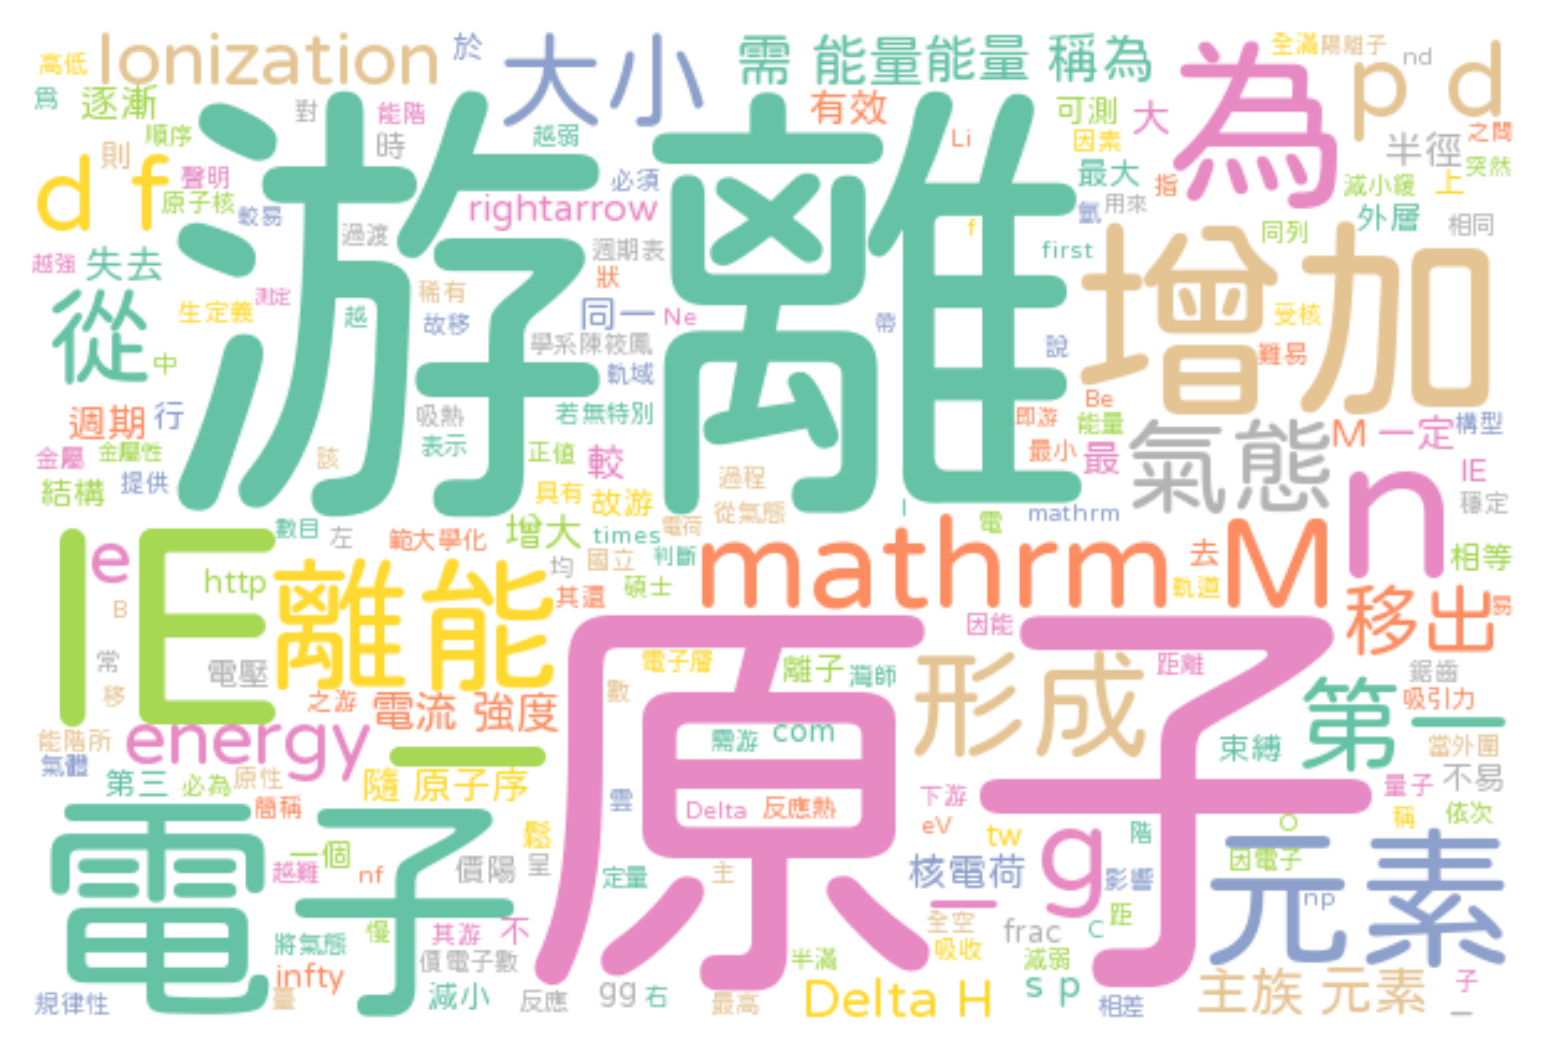 高低 Ionization 於 大小 需 能量能量 稱為 為 全滿 陽離子 nd p d
爲 逐漸 對 能階 越弱 有效 Li 可測 大 因素 半徑 之間
順序 則 時 最大 指 減小緩 上 突然
d f 聲明 原子核 較易 游離 rightarrow 必須 氫 用來 外層 相同
過渡 週期表 f first 同列
越強 失去 狀 增加
從 生定義 測定 越 稀有 故移 同一 Ne 帶 說 受核
中 學系陳筱鳳 軌域 難易
週期 行 吸熱 若無特別 Be 即游 能量 M 一定 構型
金屬 金屬性 該 表示 正值 較 過程 最小 最 氣態 n IE
結構 提供 具有 故游 從氣態 l 電 mathrm 穩定
IE e 數目 左 範大學化 增大 times 電荷 mathrm M 去 相等
http 離能 均 國立 判斷 軌道 移出 易
B 其還 碩士 原子 因能
常 電壓 電子層 離子 灣師 形成 距離 第一 鋸齒
移 之游 電流 強度 數 吸引力
能階所 energy 一 需游 com 束縛 當外圍
氣體 第三 必為 原性 隨 原子序 雲 Delta 反應熱 下游 量子 不易
簡稱 eV 稱 依次
電子 一個 鬆 tw 階 g O 元素
越難 nf 價陽 呈 定量 主 核電荷 影響 因電子
一 距 np
將氣態 慢 其游 不 全空 frac C
infty 價電子數 半滿 吸收 減弱
規律性 量 減小 反應 gg 右 最高 Delta H s p 相差 主族 元素 子 一